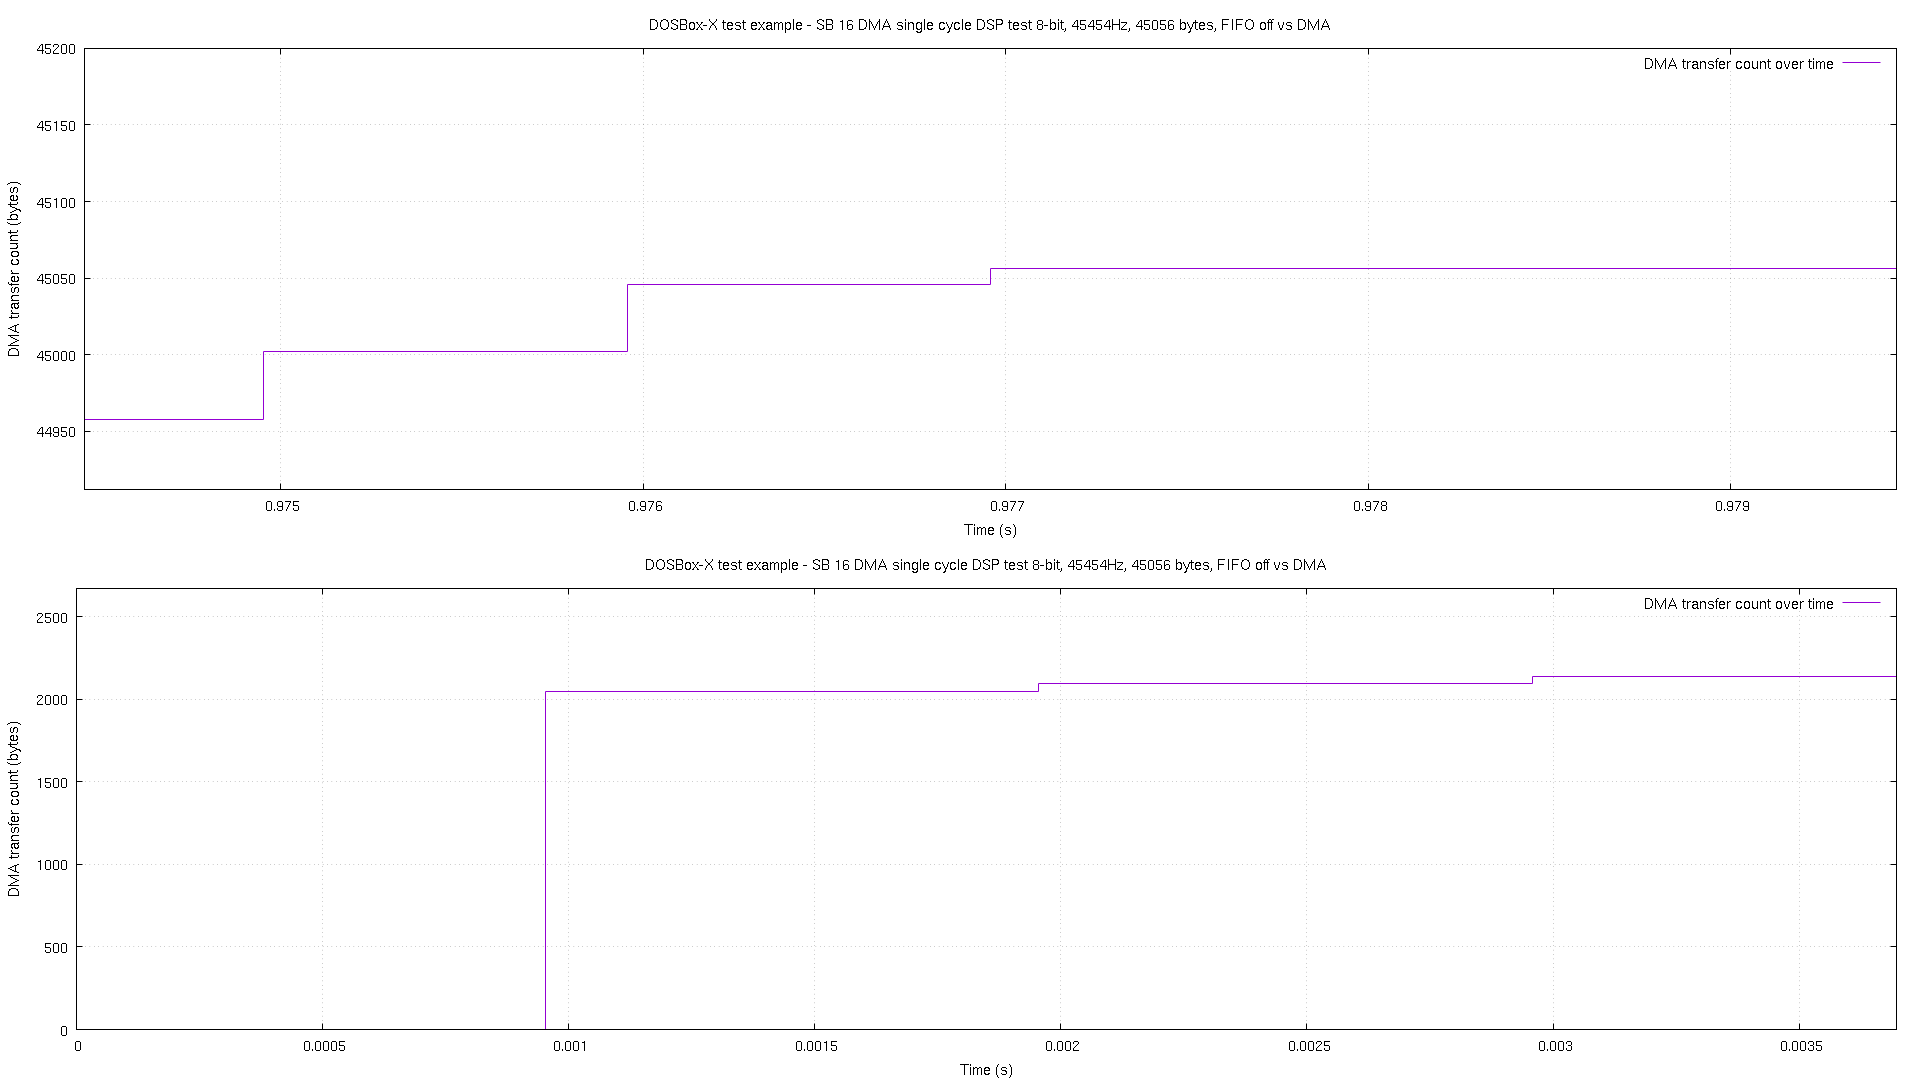 DOSBox-X test example - SB 16 DMA single cycle DSP test 8-bit, 45454Hz, 45056 bytes, FIFO off vs DMA
DMA transfer count over time
DMA transfer count (bytes)
45200
45150
45100
45050
45000
44950
0.975 0.976 0.977 0.978 0.979
Time (s)
DOSBox-X test example - SB 16 DMA single cycle DSP test 8-bit, 45454Hz, 45056 bytes, FIFO off vs DMA
DMA transfer count over time
DMA transfer count (bytes)
2500
2000
1500
1000
500
0
0 0.0005 0.001 0.0015 0.002 0.0025 0.003 0.0035
Time (s)